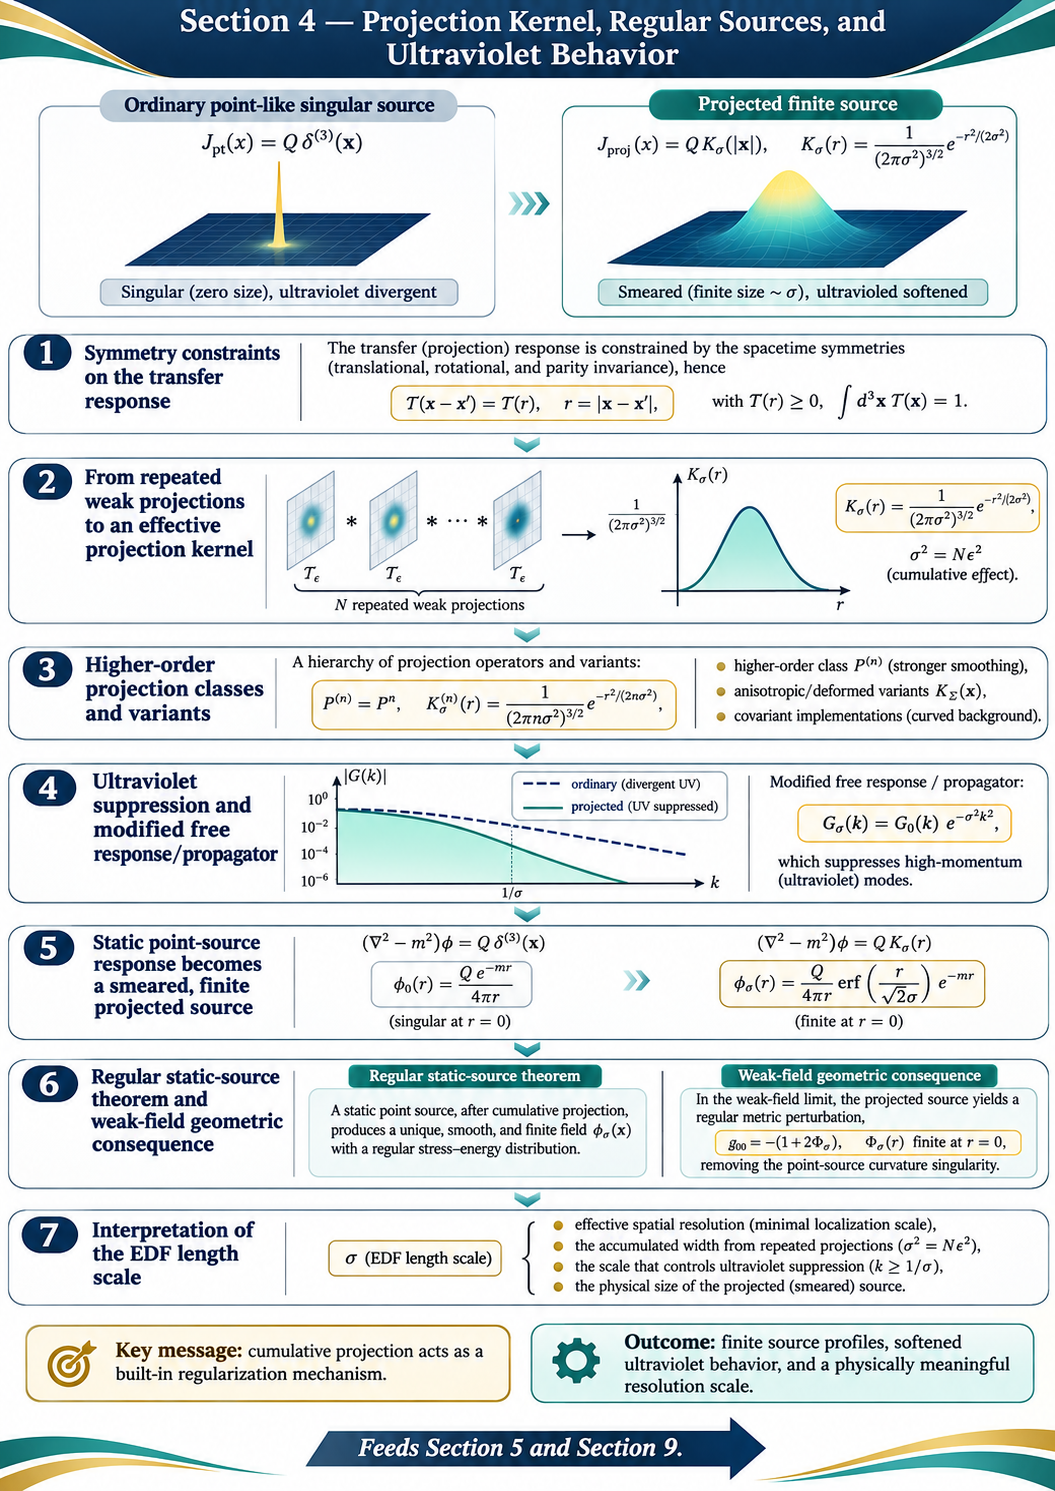 Section 4 — Projection Kernel, Regular Sources, and
Ultraviolet Behavior
Ordinary point-like singular source
J_pt(x) = Q δ^(3)(𝐱)
Singular (zero size), ultraviolet divergent
Projected finite source
J_proj(x) = Q K_σ(|𝐱|),    K_σ(r) = 1/(2πσ²)^{3/2} e^{−r²/(2σ²)}
Smeared (finite size ~ σ), ultravioled softened
1
Symmetry constraints
on the transfer
response
The transfer (projection) response is constrained by the spacetime symmetries
(translational, rotational, and parity invariance), hence
T(𝐱 − 𝐱′) = T(r),    r = |𝐱 − 𝐱′|,    with T(r) ≥ 0,  ∫ d³𝐱 T(𝐱) = 1.
2
From repeated
weak projections
to an effective
projection kernel
* * ··· *
T_ϵ T_ϵ T_ϵ
N repeated weak projections
K_σ(r)
1/(2πσ²)^{3/2}
r
K_σ(r) = 1/(2πσ²)^{3/2} e^{−r²/(2σ²)},
σ² = Nϵ²
(cumulative effect).
3
Higher-order
projection classes
and variants
A hierarchy of projection operators and variants:
P^(n) = Pⁿ,    K_σ^(n)(r) = 1/(2πnσ²)^{3/2} e^{−r²/(2nσ²)},
higher-order class P^(n) (stronger smoothing),
anisotropic/deformed variants K_Σ(𝐱),
covariant implementations (curved background).
4
Ultraviolet
suppression and
modified free
response/propagator
|G(k)|
10⁰
10⁻²
10⁻⁴
10⁻⁶
1/σ
k
ordinary (divergent UV)
projected (UV suppressed)
Modified free response / propagator:
G_σ(k) = G₀(k) e^{−σ²k²},
which suppresses high-momentum
(ultraviolet) modes.
5
Static point-source
response becomes
a smeared, finite
projected source
(∇² − m²)ϕ = Q δ^(3)(𝐱)
ϕ₀(r) = Q e^{−mr}/4πr
(singular at r = 0)
(∇² − m²)ϕ = Q K_σ(r)
ϕ_σ(r) = Q/4πr erf(r/√2σ) e^{−mr}
(finite at r = 0)
6
Regular static-source
theorem and
weak-field geometric
consequence
Regular static-source theorem
A static point source, after cumulative projection,
produces a unique, smooth, and finite field ϕ_σ(𝐱)
with a regular stress–energy distribution.
Weak-field geometric consequence
In the weak-field limit, the projected source yields a
regular metric perturbation,
g₀₀ = −(1 + 2Φ_σ),    Φ_σ(r) finite at r = 0,
removing the point-source curvature singularity.
7
Interpretation of
the EDF length
scale
σ (EDF length scale)
effective spatial resolution (minimal localization scale),
the accumulated width from repeated projections (σ² = Nϵ²),
the scale that controls ultraviolet suppression (k ≥ 1/σ),
the physical size of the projected (smeared) source.
Key message: cumulative projection acts as a
built-in regularization mechanism.
Outcome: finite source profiles, softened
ultraviolet behavior, and a physically meaningful
resolution scale.
Feeds Section 5 and Section 9.